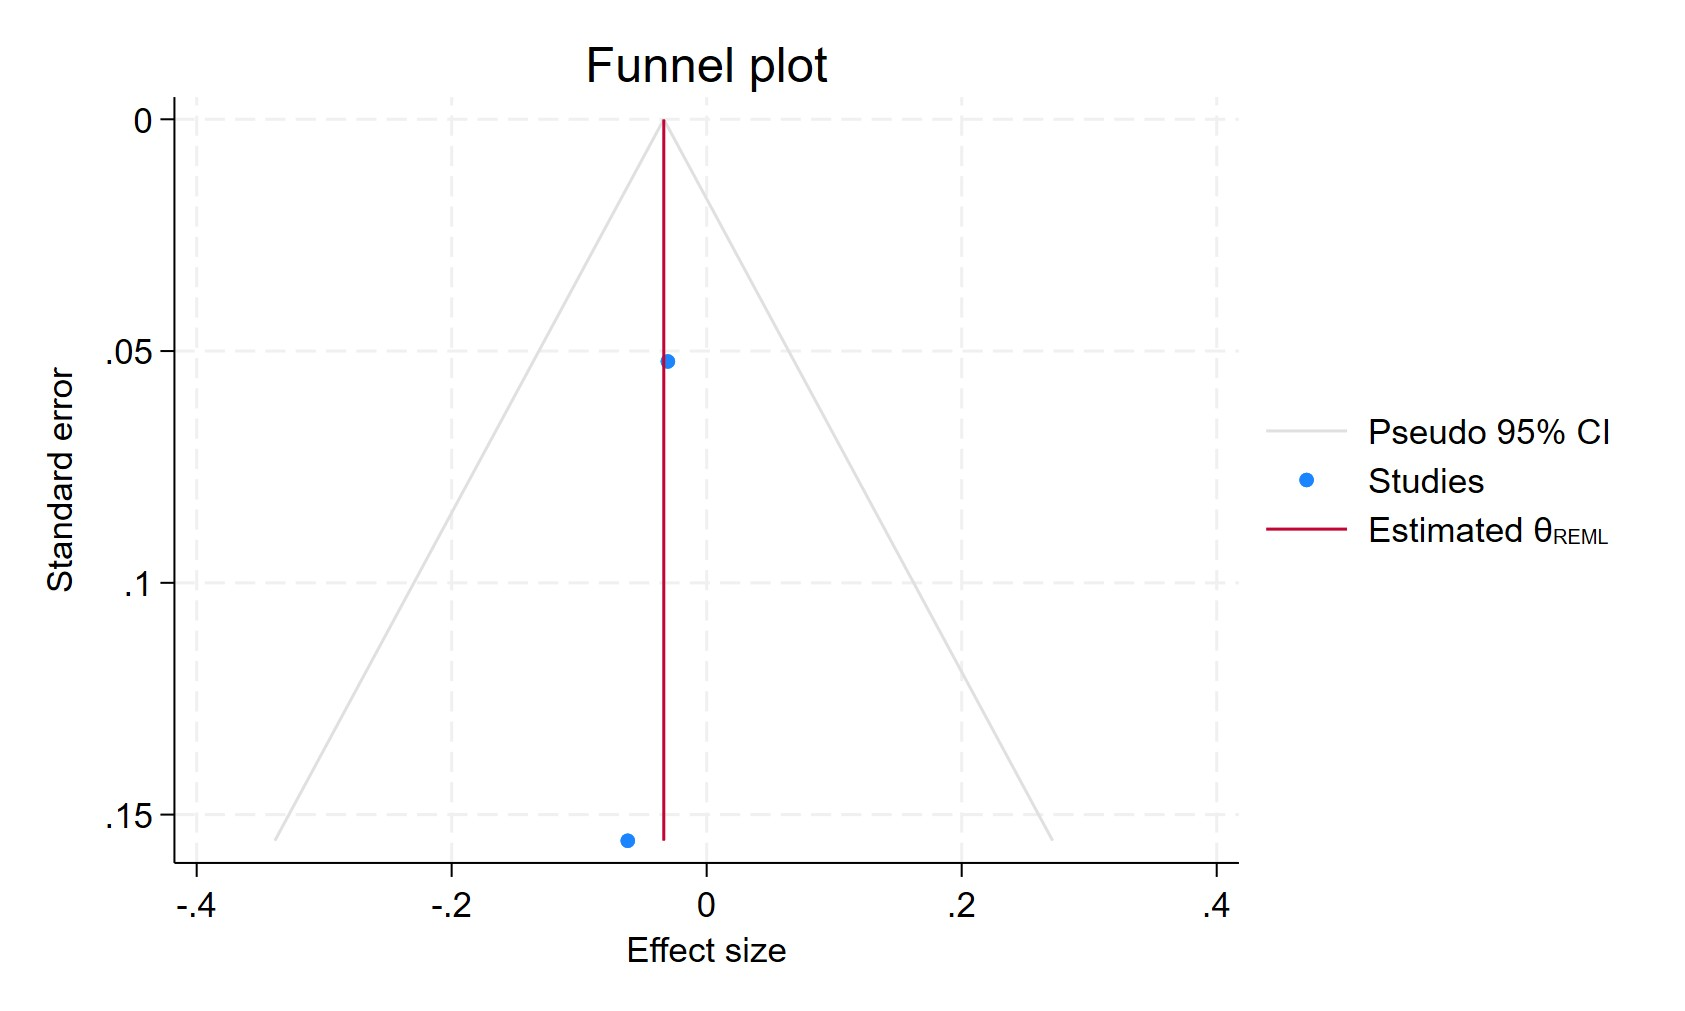 Funnel plot
0
.05
.1
.15
Standard error
-.4
-.2
0
.2
.4
Effect size
Pseudo 95% CI
Studies
Estimated θREML